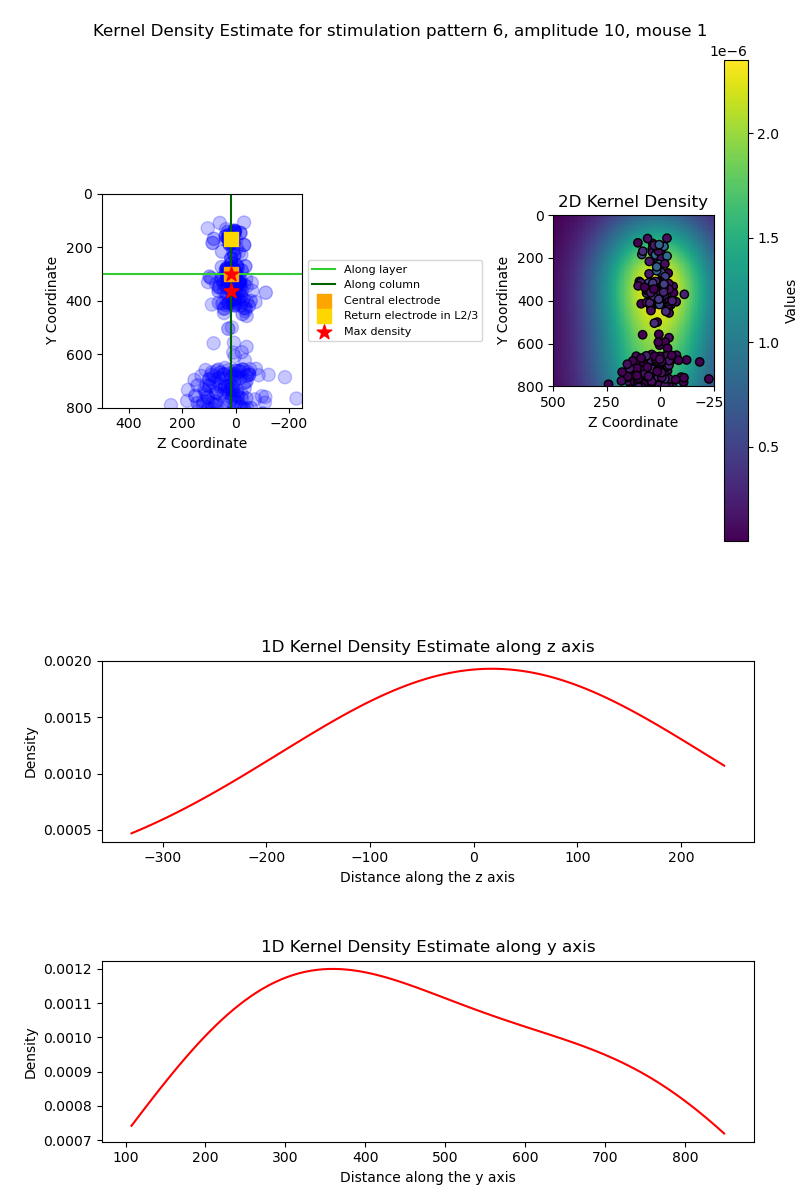 Kernel Density Estimate for stimulation pattern 6, amplitude 10, mouse 1
1e−6
0
200
400
600
800
Y Coordinate
400
200
0
−200
Z Coordinate
Along layer
Along column
Central electrode
Return electrode in L2/3
Max density
2D Kernel Density
0
200
400
600
800
Y Coordinate
500
250
0
−25
Z Coordinate
2.0
1.5
1.0
0.5
Values
1D Kernel Density Estimate along z axis
0.0020
0.0015
0.0010
0.0005
Density
−300
−200
−100
0
100
200
Distance along the z axis
1D Kernel Density Estimate along y axis
0.0012
0.0011
0.0010
0.0009
0.0008
0.0007
Density
100
200
300
400
500
600
700
800
Distance along the y axis